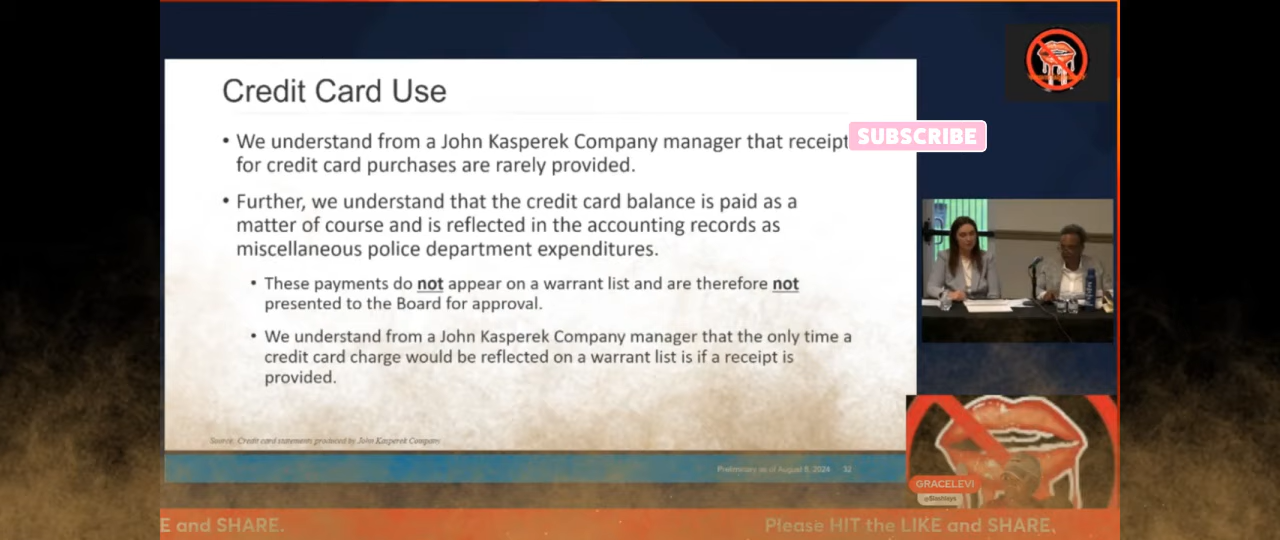 Credit Card Use
• We understand from a John Kasperek Company manager that receipt
for credit card purchases are rarely provided.
• Further, we understand that the credit card balance is paid as a
matter of course and is reflected in the accounting records as
miscellaneous police department expenditures.
• These payments do not appear on a warrant list and are therefore not
presented to the Board for approval.
• We understand from a John Kasperek Company manager that the only time a
credit card charge would be reflected on a warrant list is if a receipt is
provided.
Source: Credit card statements produced by John Kasperek Company
Preliminary as of August 8, 2024 32
SUBSCRIBE
GRACELEVI
E and SHARE.
Please HIT the LIKE and SHARE,